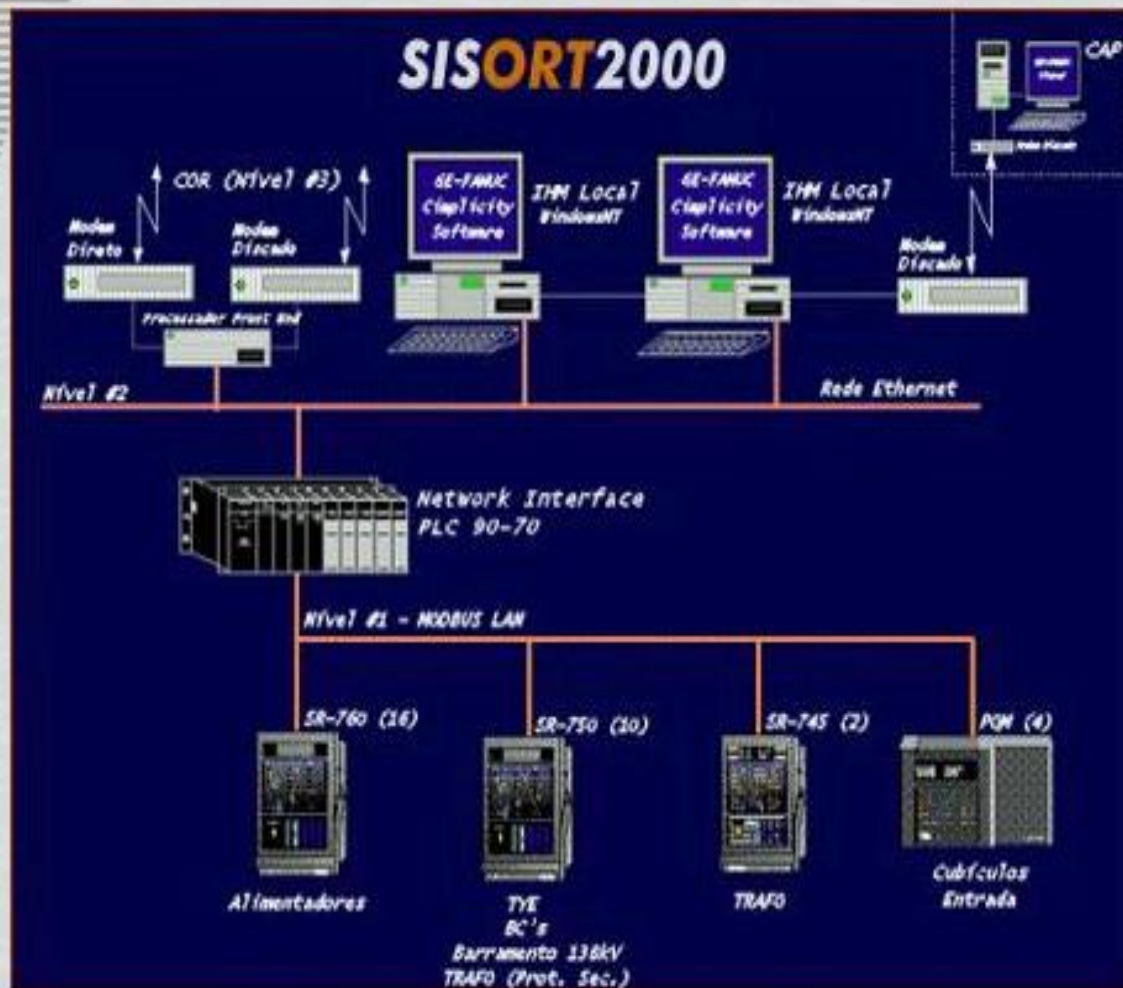 SISORT2000
CAP
COR (Nível #3)
Modem
Direto
Modem
Discado
GE-FANUC
Cimplicity
Software
IHM Local
WindowsNT
GE-FANUC
Cimplicity
Software
IHM Local
WindowsNT
Modem
Discado
Modem Discado
Processador Front End
Nível #2
Rede Ethernet
Network Interface
PLC 90-70
Nível #1 - MODBUS LAN
SR-760 (16)
SR-750 (10)
SR-745 (2)
PQM (4)
Alimentadores
TYE
BC's
Barramento 138kV
TRAFO (Prot. Sec.)
TRAFO
Cubículos
Entrada